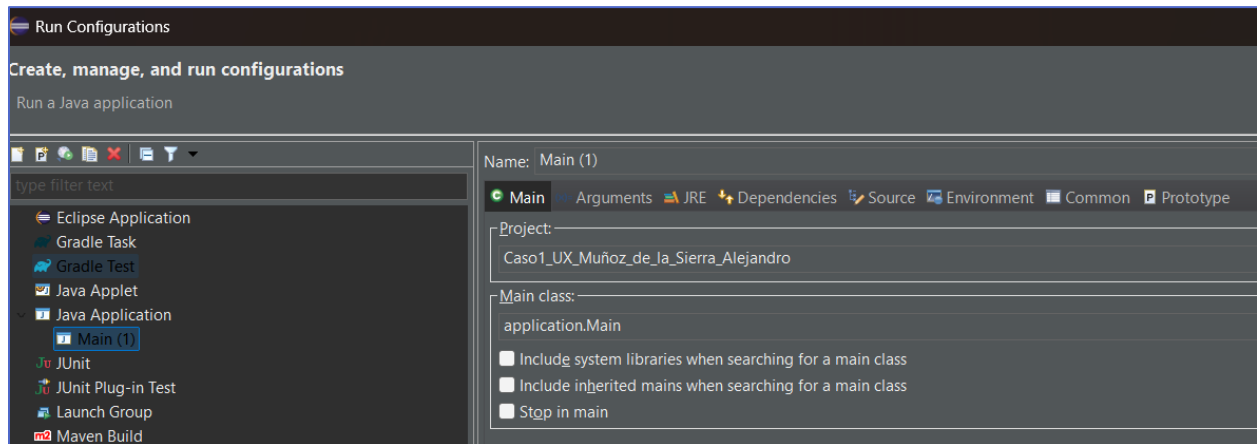 Run Configurations
Create, manage, and run configurations
Run a Java application
type filter text
Eclipse Application
Gradle Task
Gradle Test
Java Applet
Java Application
Main (1)
JUnit
JUnit Plug-in Test
Launch Group
Maven Build
Name: Main (1)
Main Arguments JRE Dependencies Source Environment Common Prototype
Project:
Caso1_UX_Muñoz_de_la_Sierra_Alejandro
Main class:
application.Main
Include system libraries when searching for a main class
Include inherited mains when searching for a main class
Stop in main